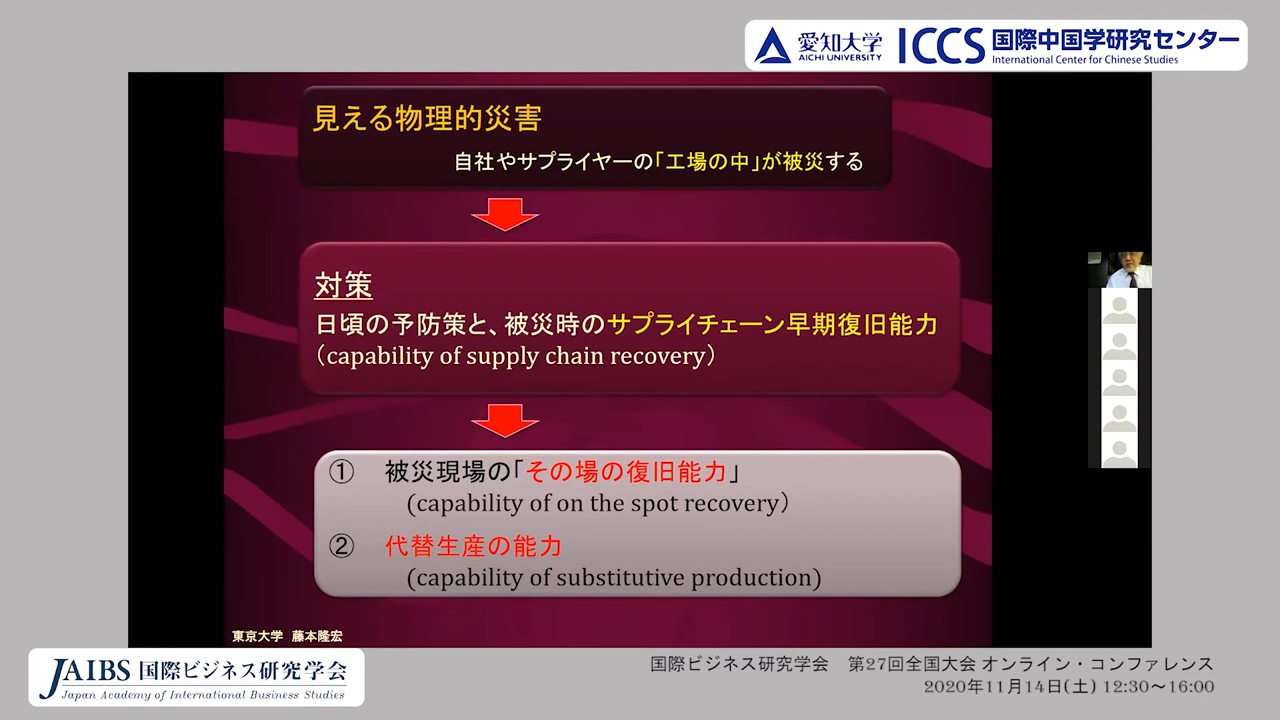 愛知大学
AICHI UNIVERSITY
ICCS 国際中国学研究センター
International Center for Chinese Studies
見える物理的災害
自社やサプライヤーの「工場の中」が被災する
対策
日頃の予防策と、被災時のサプライチェーン早期復旧能力
（capability of supply chain recovery）
① 被災現場の「その場の復旧能力」
(capability of on the spot recovery）
② 代替生産の能力
(capability of substitutive production)
東京大学 藤本隆宏
JAIBS 国際ビジネス研究学会
Japan Academy of International Business Studies
国際ビジネス研究学会 第27回全国大会 オンライン・コンファレンス
2020年11月14日(土) 12:30～16:00